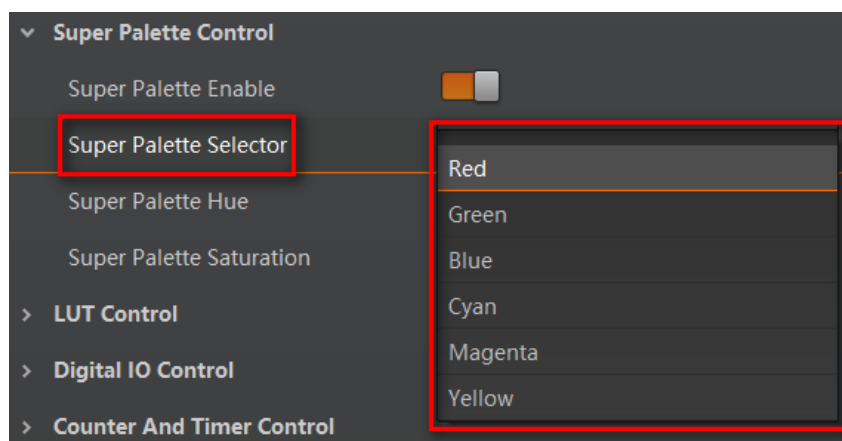 Super Palette Control
Super Palette Enable
Super Palette Selector
Red
Super Palette Hue
Green
Super Palette Saturation
Blue
LUT Control
Cyan
Digital IO Control
Magenta
Yellow
Counter And Timer Control